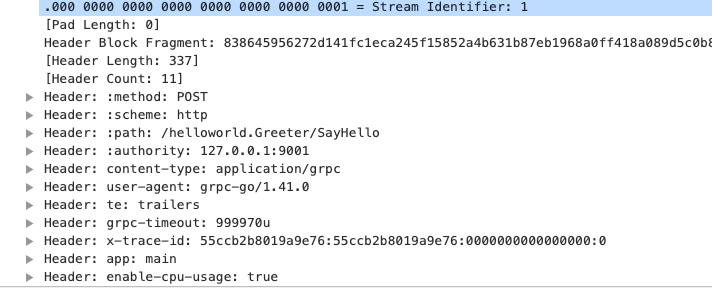 .000 0000 0000 0000 0000 0000 0000 0001 = Stream Identifier: 1
[Pad Length: 0]
Header Block Fragment: 838645956272d141fc1eca245f15852a4b631b87eb1968a0ff418a089d5c0b8
[Header Length: 337]
[Header Count: 11]
Header: :method: POST
Header: :scheme: http
Header: :path: /helloworld.Greeter/SayHello
Header: :authority: 127.0.0.1:9001
Header: content-type: application/grpc
Header: user-agent: grpc-go/1.41.0
Header: te: trailers
Header: grpc-timeout: 999970u
Header: x-trace-id: 55ccb2b8019a9e76:55ccb2b8019a9e76:0000000000000000:0
Header: app: main
Header: enable-cpu-usage: true